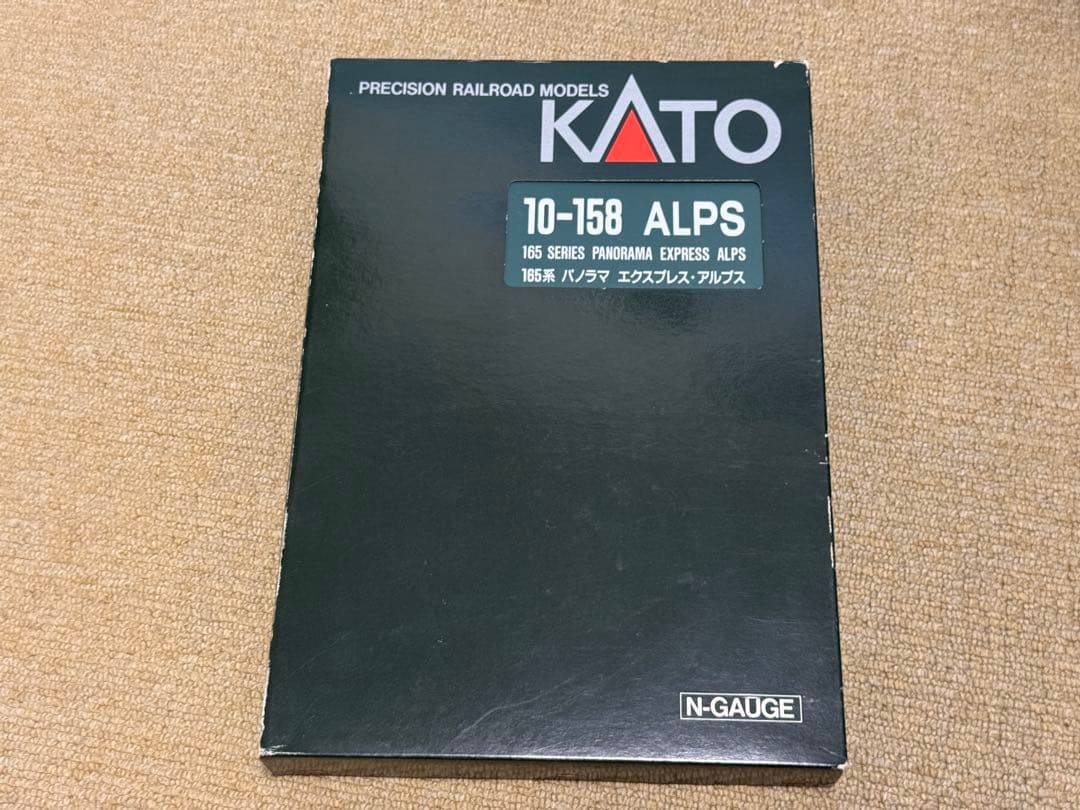 PRECISION RAILROAD MODELS
KATO
10-158 ALPS
165 SERIES PANORAMA EXPRESS ALPS
165系 パノラマ エクスプレス・アルプス
N-GAUGE